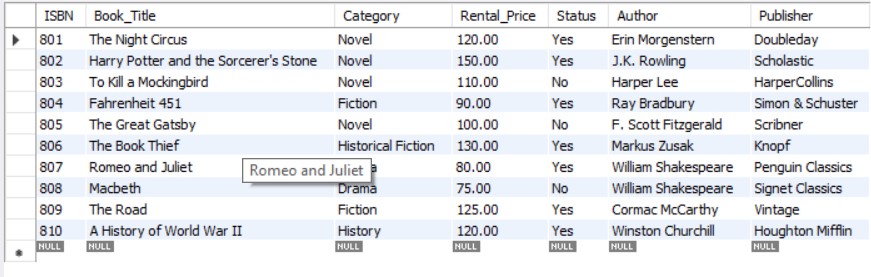 ISBN Book_Title Category Rental_Price Status Author Publisher
801 The Night Circus Novel 120.00 Yes Erin Morgenstern Doubleday
802 Harry Potter and the Sorcerer's Stone Novel 150.00 Yes J.K. Rowling Scholastic
803 To Kill a Mockingbird Novel 110.00 No Harper Lee HarperCollins
804 Fahrenheit 451 Fiction 90.00 Yes Ray Bradbury Simon & Schuster
805 The Great Gatsby Novel 100.00 No F. Scott Fitzgerald Scribner
806 The Book Thief Historical Fiction 130.00 Yes Markus Zusak Knopf
807 Romeo and Juliet Romeo and Juliet 80.00 Yes William Shakespeare Penguin Classics
808 Macbeth Drama 75.00 No William Shakespeare Signet Classics
809 The Road Fiction 125.00 Yes Cormac McCarthy Vintage
810 A History of World War II History 120.00 Yes Winston Churchill Houghton Mifflin
NULL NULL NULL NULL NULL NULL NULL